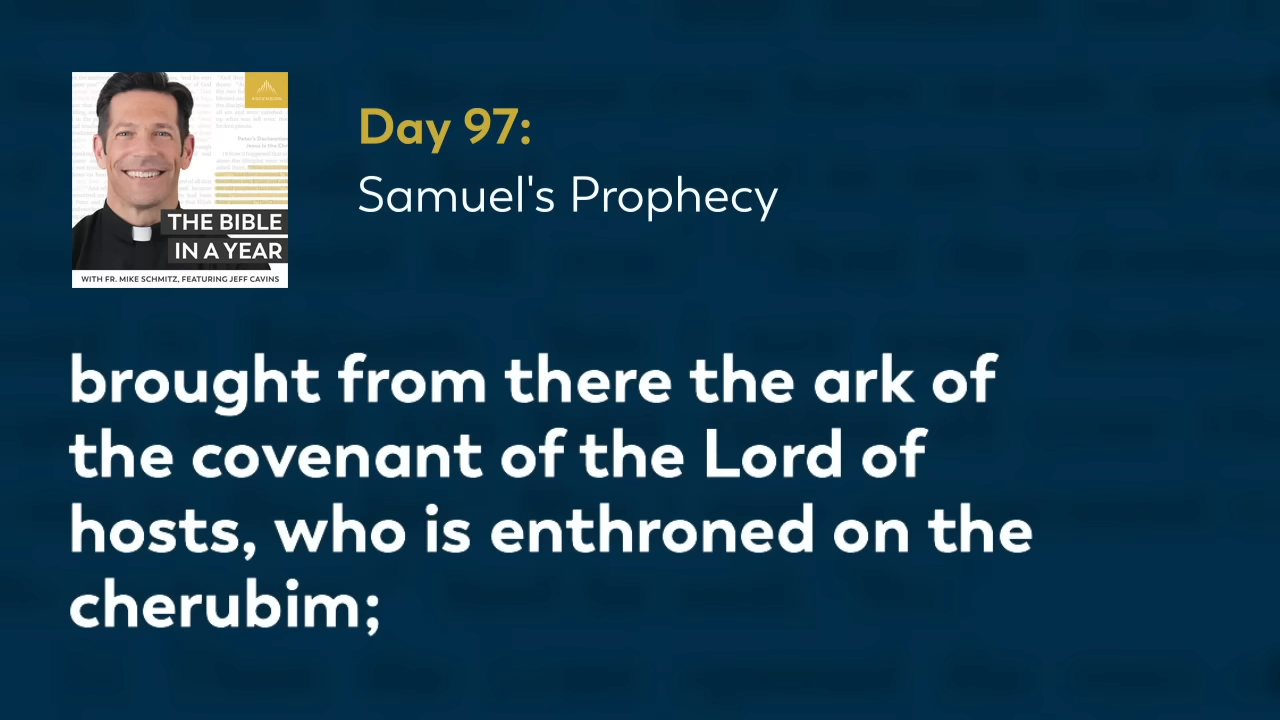 Day 97:
Samuel's Prophecy
THE BIBLE
IN A YEAR
WITH FR. MIKE SCHMITZ, FEATURING JEFF CAVINS
brought from there the ark of
the covenant of the Lord of
hosts, who is enthroned on the
cherubim;